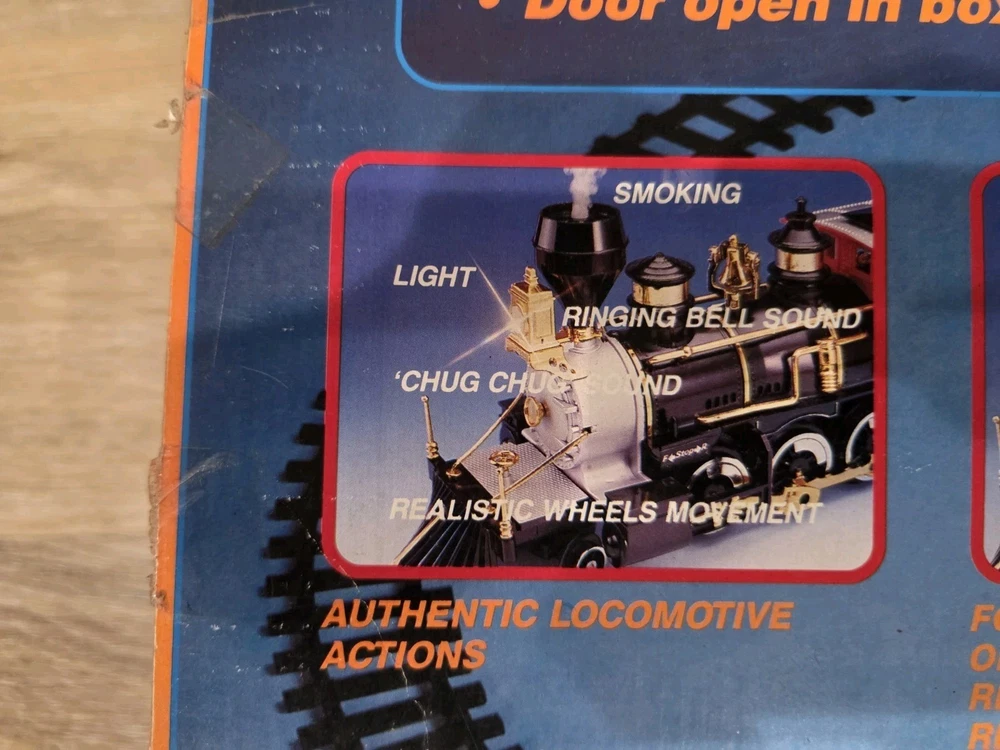 • Door open in box
SMOKING
LIGHT
RINGING BELL SOUND
'CHUG CHUG' SOUND
REALISTIC WHEELS MOVEMENT
AUTHENTIC LOCOMOTIVE
ACTIONS